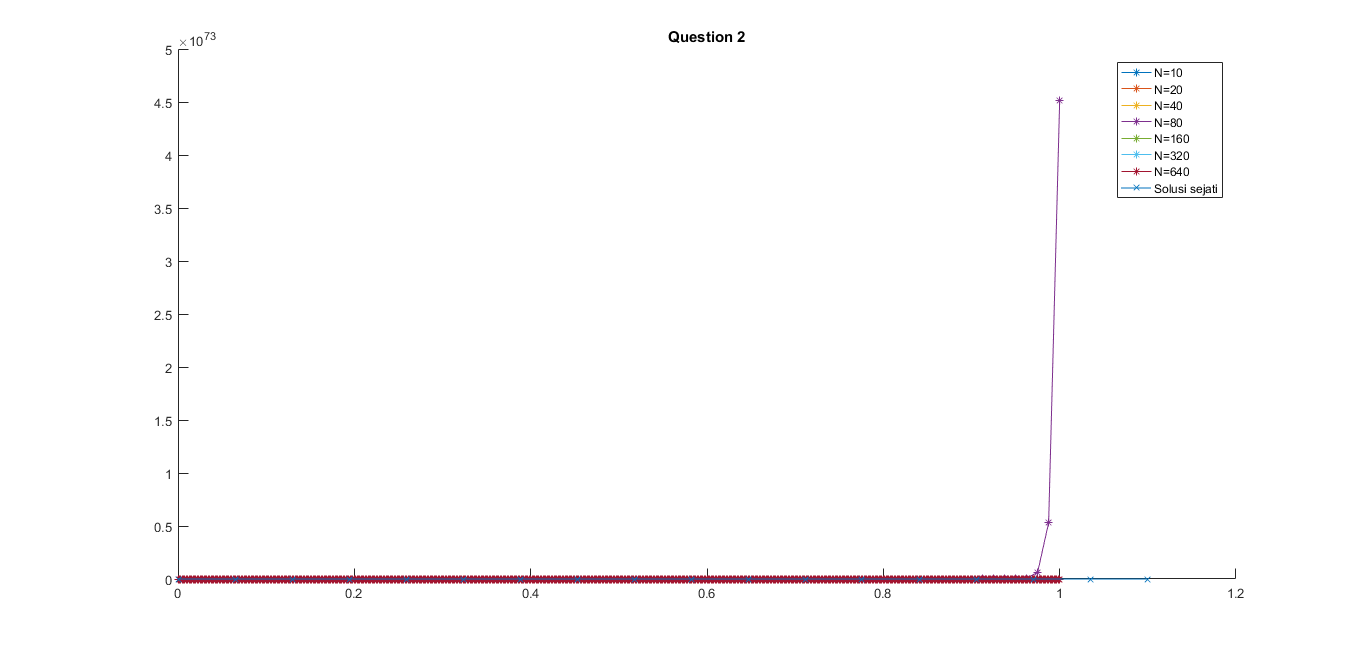 Question 2
×10^73
5
4.5
4
3.5
3
2.5
2
1.5
1
0.5
0
0 0.2 0.4 0.6 0.8 1 1.2
N=10
N=20
N=40
N=80
N=160
N=320
N=640
Solusi sejati